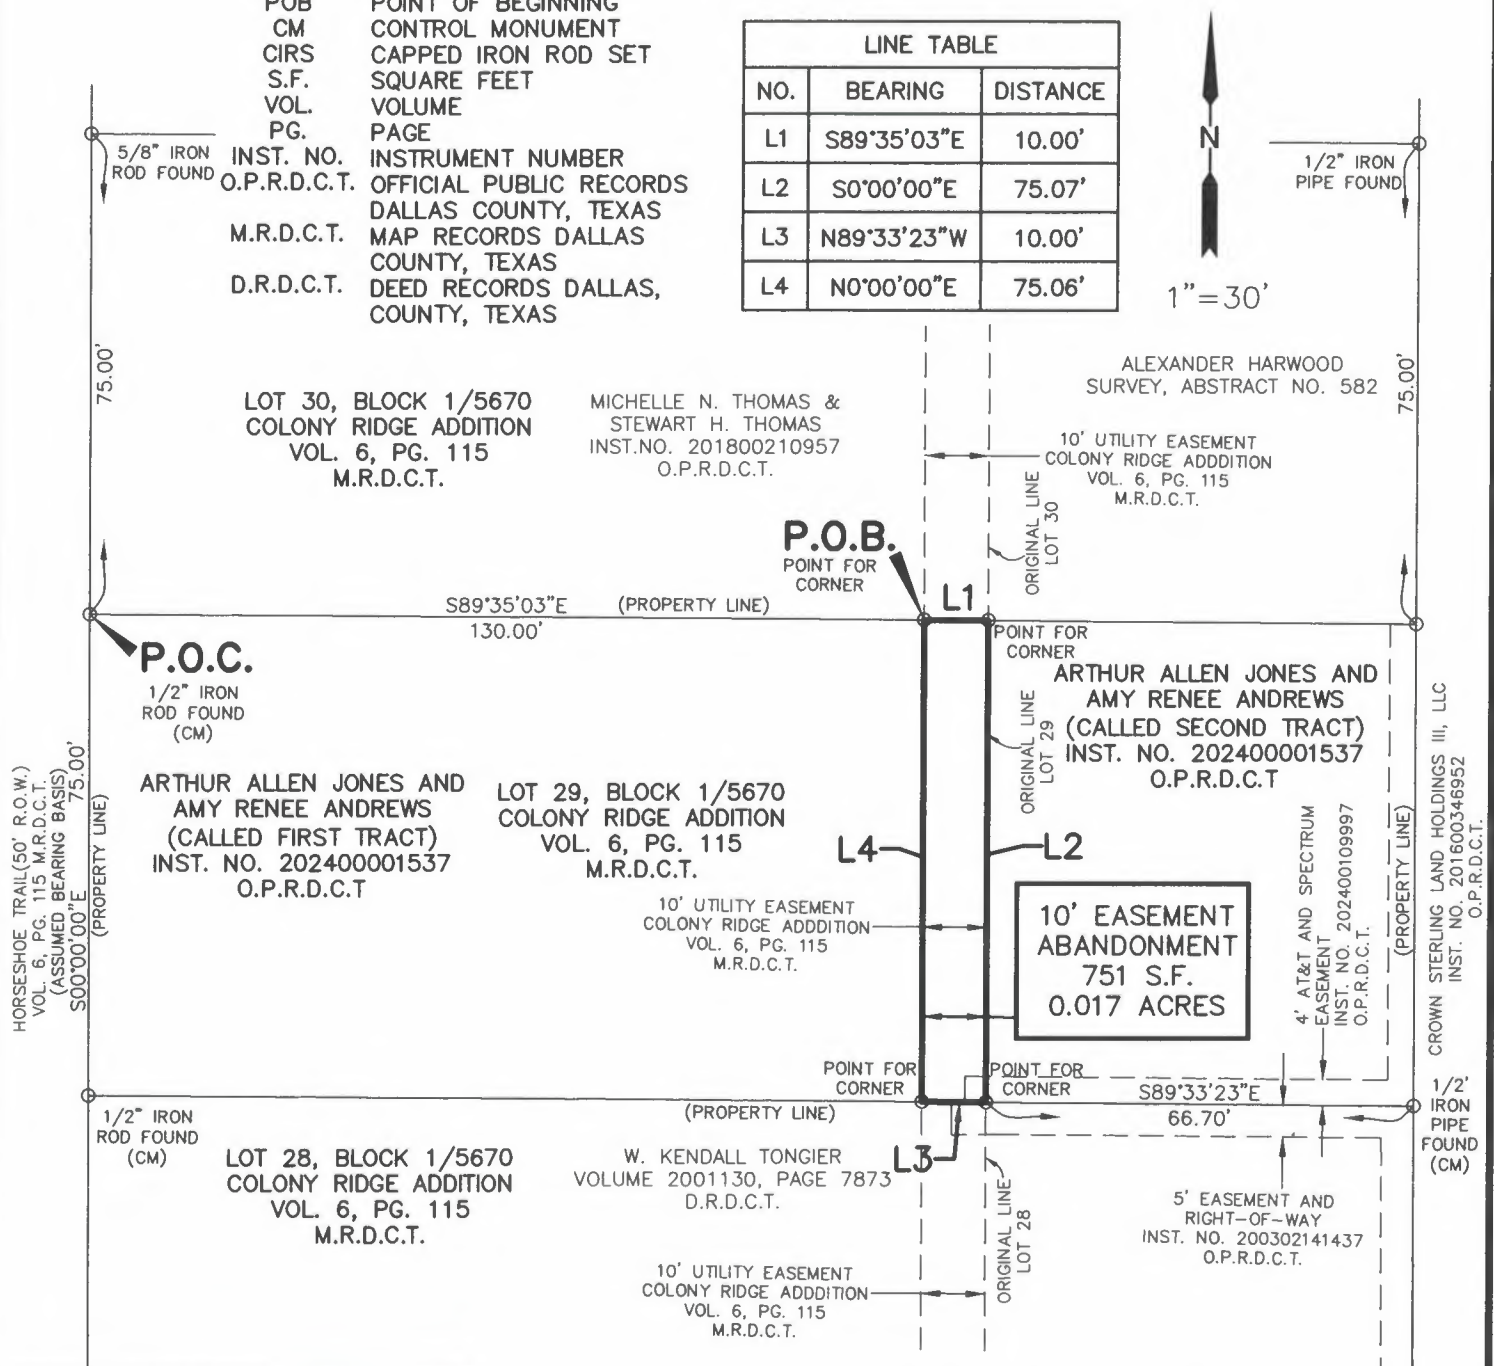 POB POINT OF BEGINNING
CM CONTROL MONUMENT
CIRS CAPPED IRON ROD SET
S.F. SQUARE FEET
VOL. VOLUME
PG. PAGE
INST. NO. INSTRUMENT NUMBER
O.P.R.D.C.T. OFFICIAL PUBLIC RECORDS
DALLAS COUNTY, TEXAS
M.R.D.C.T. MAP RECORDS DALLAS
COUNTY, TEXAS
D.R.D.C.T. DEED RECORDS DALLAS,
COUNTY, TEXAS
5/8" IRON
ROD FOUND
LINE TABLE
NO. BEARING DISTANCE
L1 S89°35'03"E 10.00'
L2 S0°00'00"E 75.07'
L3 N89°33'23"W 10.00'
L4 N0°00'00"E 75.06'
N
1"=30'
1/2" IRON
PIPE FOUND
75.00'
75.00'
ALEXANDER HARWOOD
SURVEY, ABSTRACT NO. 582
LOT 30, BLOCK 1/5670
COLONY RIDGE ADDITION
VOL. 6, PG. 115
M.R.D.C.T.
MICHELLE N. THOMAS &
STEWART H. THOMAS
INST.NO. 201800210957
O.P.R.D.C.T.
10' UTILITY EASEMENT
COLONY RIDGE ADDDITION
VOL. 6, PG. 115
M.R.D.C.T.
ORIGINAL LINE
LOT 30
P.O.B.
POINT FOR
CORNER
L1
S89°35'03"E (PROPERTY LINE)
130.00'
POINT FOR
CORNER
P.O.C.
1/2" IRON
ROD FOUND
(CM)
ARTHUR ALLEN JONES AND
AMY RENEE ANDREWS
(CALLED SECOND TRACT)
INST. NO. 202400001537
O.P.R.D.C.T
ORIGINAL LINE
LOT 29
HORSESHOE TRAIL(50' R.O.W.)
VOL. 6, PG. 115 M.R.D.C.T.
(ASSUMED BEARING BASIS)
S00°00'00"E 75.00'
(PROPERTY LINE)
ARTHUR ALLEN JONES AND
AMY RENEE ANDREWS
(CALLED FIRST TRACT)
INST. NO. 202400001537
O.P.R.D.C.T
LOT 29, BLOCK 1/5670
COLONY RIDGE ADDITION
VOL. 6, PG. 115
M.R.D.C.T.
L4
L2
10' UTILITY EASEMENT
COLONY RIDGE ADDDITION
VOL. 6, PG. 115
M.R.D.C.T.
10' EASEMENT
ABANDONMENT
751 S.F.
0.017 ACRES
4' AT&T AND SPECTRUM
EASEMENT
INST. NO. 202400109997
O.P.R.D.C.T.
(PROPERTY LINE)
CROWN STERLING LAND HOLDINGS III, LLC
INST. NO. 201600346952
O.P.R.D.C.T.
POINT FOR
CORNER
POINT FOR
CORNER
S89°33'23"E
66.70'
1/2'
IRON
PIPE
FOUND
(CM)
1/2" IRON
ROD FOUND
(CM)
(PROPERTY LINE)
L3
LOT 28, BLOCK 1/5670
COLONY RIDGE ADDITION
VOL. 6, PG. 115
M.R.D.C.T.
W. KENDALL TONGIER
VOLUME 2001130, PAGE 7873
D.R.D.C.T.
ORIGINAL LINE
LOT 28
5' EASEMENT AND
RIGHT-OF-WAY
INST. NO. 200302141437
O.P.R.D.C.T.
10' UTILITY EASEMENT
COLONY RIDGE ADDDITION
VOL. 6, PG. 115
M.R.D.C.T.